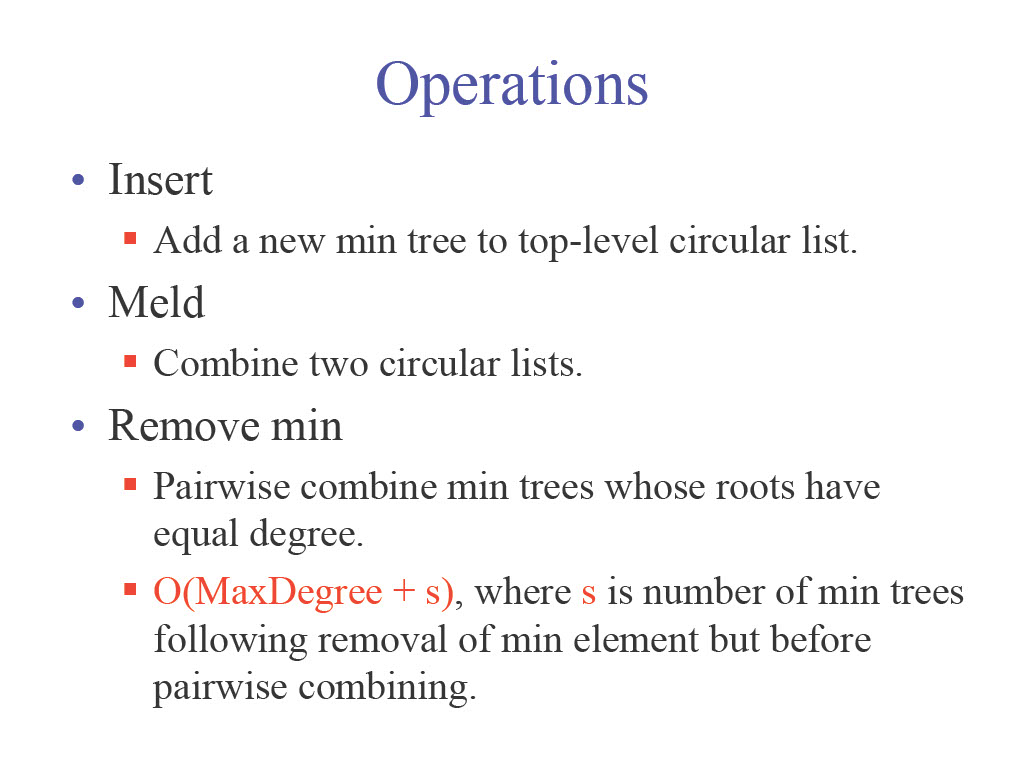 Operations
• Insert
▪ Add a new min tree to top-level circular list.
• Meld
▪ Combine two circular lists.
• Remove min
▪ Pairwise combine min trees whose roots have
equal degree.
▪ O(MaxDegree + s), where s is number of min trees
following removal of min element but before
pairwise combining.